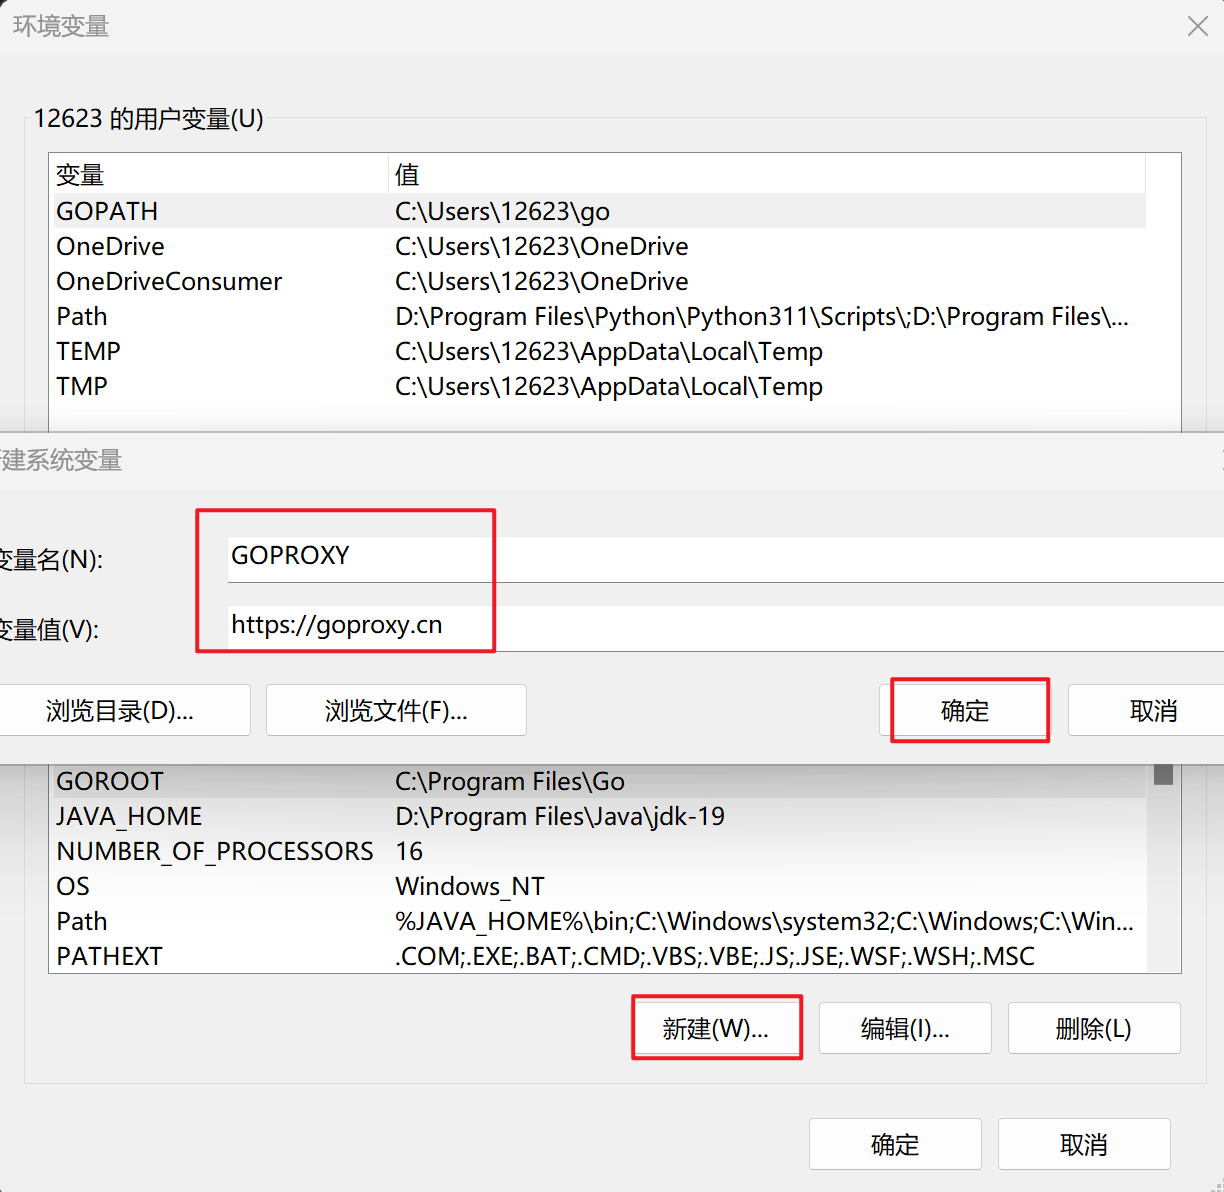 环境变量
12623 的用户变量(U)
变量 值
GOPATH C:\Users\12623\go
OneDrive C:\Users\12623\OneDrive
OneDriveConsumer C:\Users\12623\OneDrive
Path D:\Program Files\Python\Python311\Scripts\;D:\Program Files\...
TEMP C:\Users\12623\AppData\Local\Temp
TMP C:\Users\12623\AppData\Local\Temp
新建系统变量
变量名(N): GOPROXY
变量值(V): https://goproxy.cn
浏览目录(D)... 浏览文件(F)... 确定 取消
GOROOT C:\Program Files\Go
JAVA_HOME D:\Program Files\Java\jdk-19
NUMBER_OF_PROCESSORS 16
OS Windows_NT
Path %JAVA_HOME%\bin;C:\Windows\system32;C:\Windows;C:\Win...
PATHEXT .COM;.EXE;.BAT;.CMD;.VBS;.VBE;.JS;.JSE;.WSF;.WSH;.MSC
新建(W)... 编辑(I)... 删除(L)
确定 取消